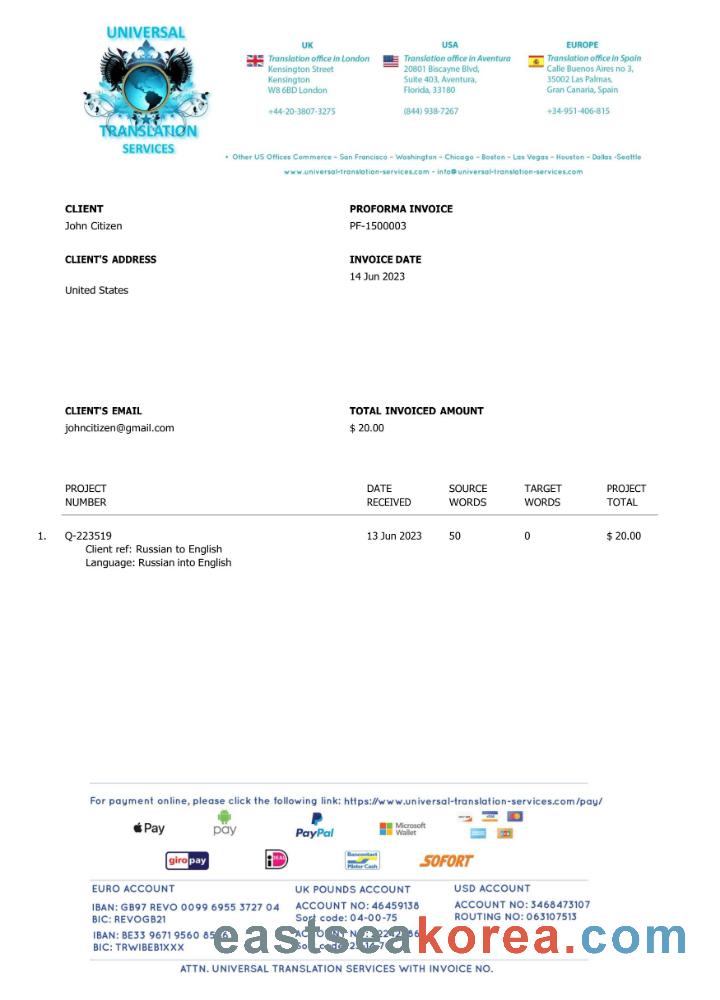 UNIVERSAL
TRANSLATION
SERVICES
UK
Translation office in London
Kensington Street
Kensington
W8 6BD London
+44-20-3807-3275
USA
Translation office in Aventura
20801 Biscayne Blvd,
Suite 403, Aventura,
Florida, 33180
(844) 938-7267
EUROPE
Translation office in Spain
Calle Buenos Aires no 3,
35002 Las Palmas,
Gran Canaria, Spain
+34-951-406-815
• Other US Offices Commerce - San Francisco - Washington - Chicago - Boston - Las Vegas - Houston - Dallas -Seattle
www.universal-translation-services.com - info@universal-translation-services.com
CLIENT
John Citizen
PROFORMA INVOICE
PF-1500003
CLIENT'S ADDRESS
United States
INVOICE DATE
14 Jun 2023
CLIENT'S EMAIL
johncitizen@gmail.com
TOTAL INVOICED AMOUNT
$ 20.00
PROJECT NUMBER DATE RECEIVED SOURCE WORDS TARGET WORDS PROJECT TOTAL
1. Q-223519 13 Jun 2023 50 0 $ 20.00
Client ref: Russian to English
Language: Russian into English
For payment online, please click the following link: https://www.universal-translation-services.com/pay/
Pay
pay
PayPal
Microsoft
Wallet
giropay
Bancontact
Mister Cash
SOFORT
EURO ACCOUNT
IBAN: GB97 REVO 0099 6955 3727 04
BIC: REVOGB21
IBAN: BE33 9671 9560
BIC: TRWIBEB1XXX
UK POUNDS ACCOUNT
ACCOUNT NO: 46459138
Sort code: 04-00-75
USD ACCOUNT
ACCOUNT NO: 3468473107
ROUTING NO: 063107513
eastseakorea.com
ATTN. UNIVERSAL TRANSLATION SERVICES WITH INVOICE NO.